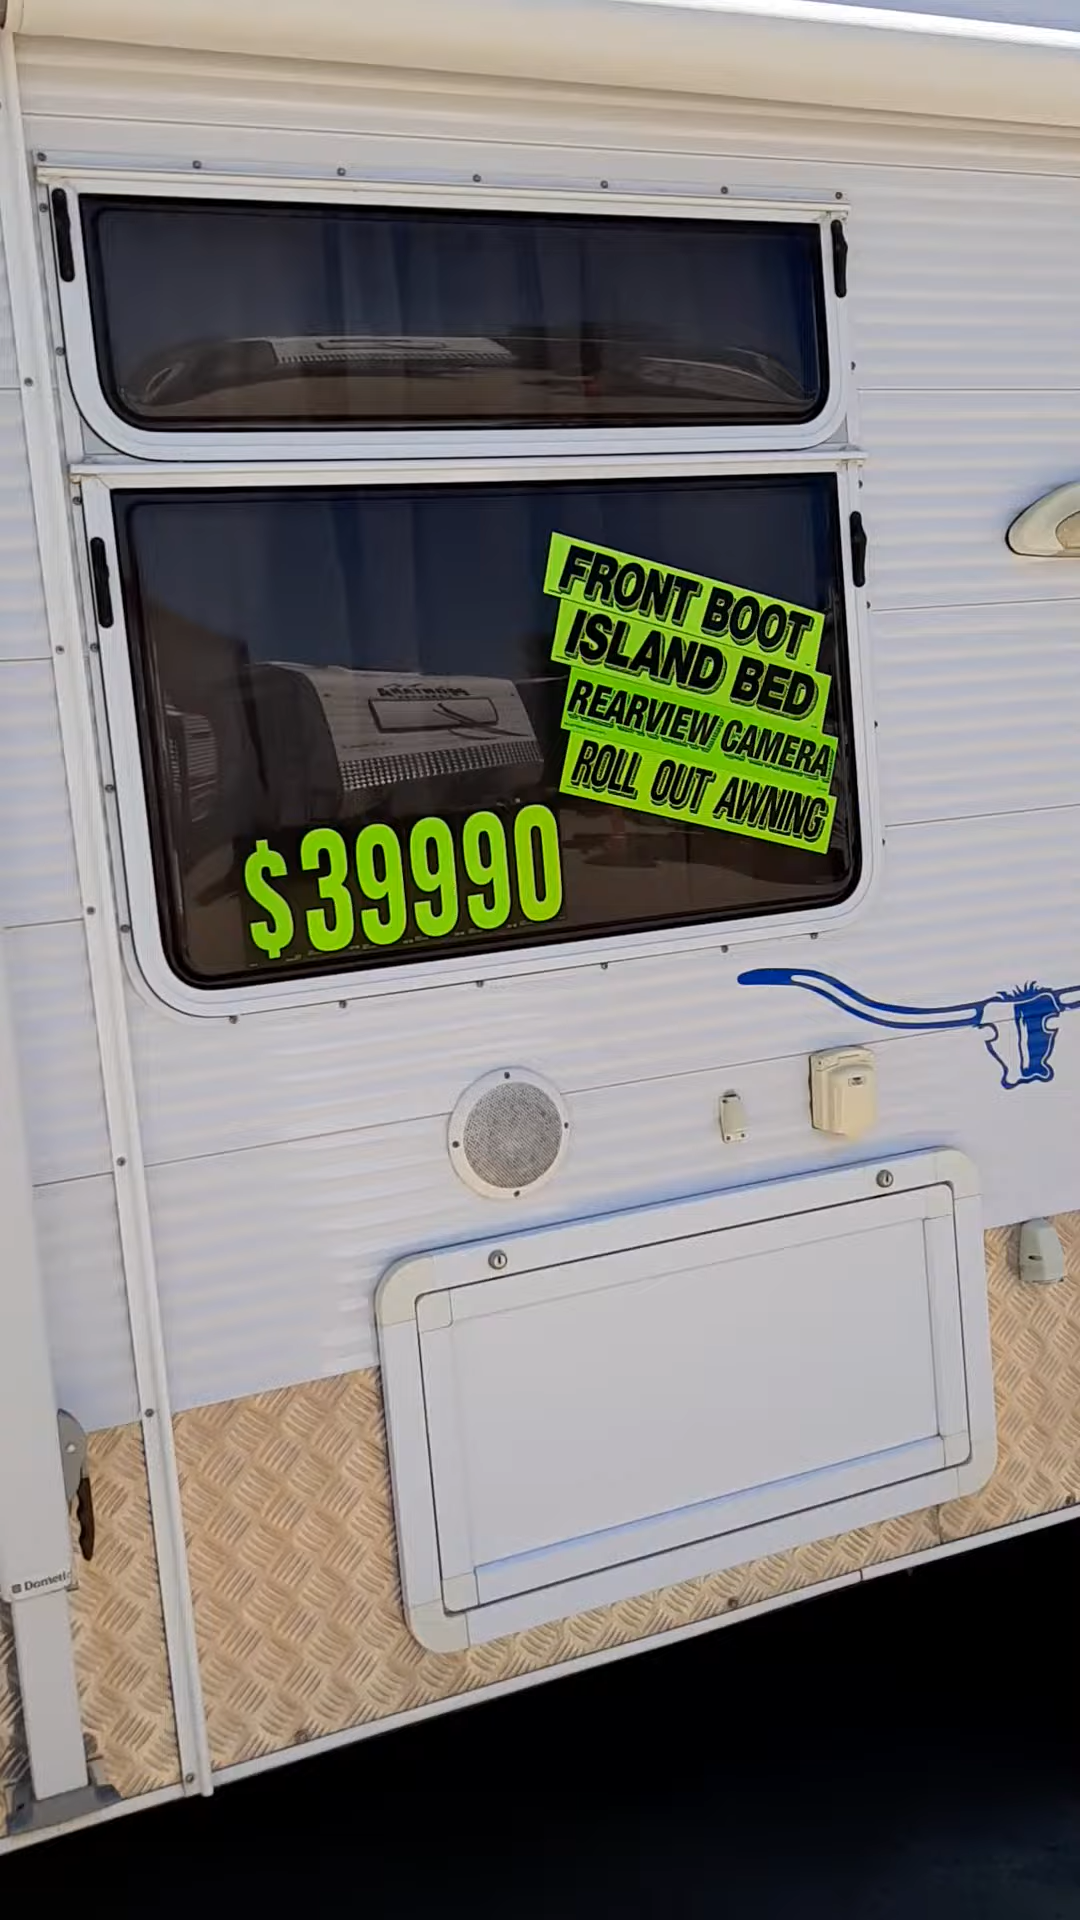 FRONT BOOT
ISLAND BED
REARVIEW CAMERA
ROLL OUT AWNING
$39990
Dometic